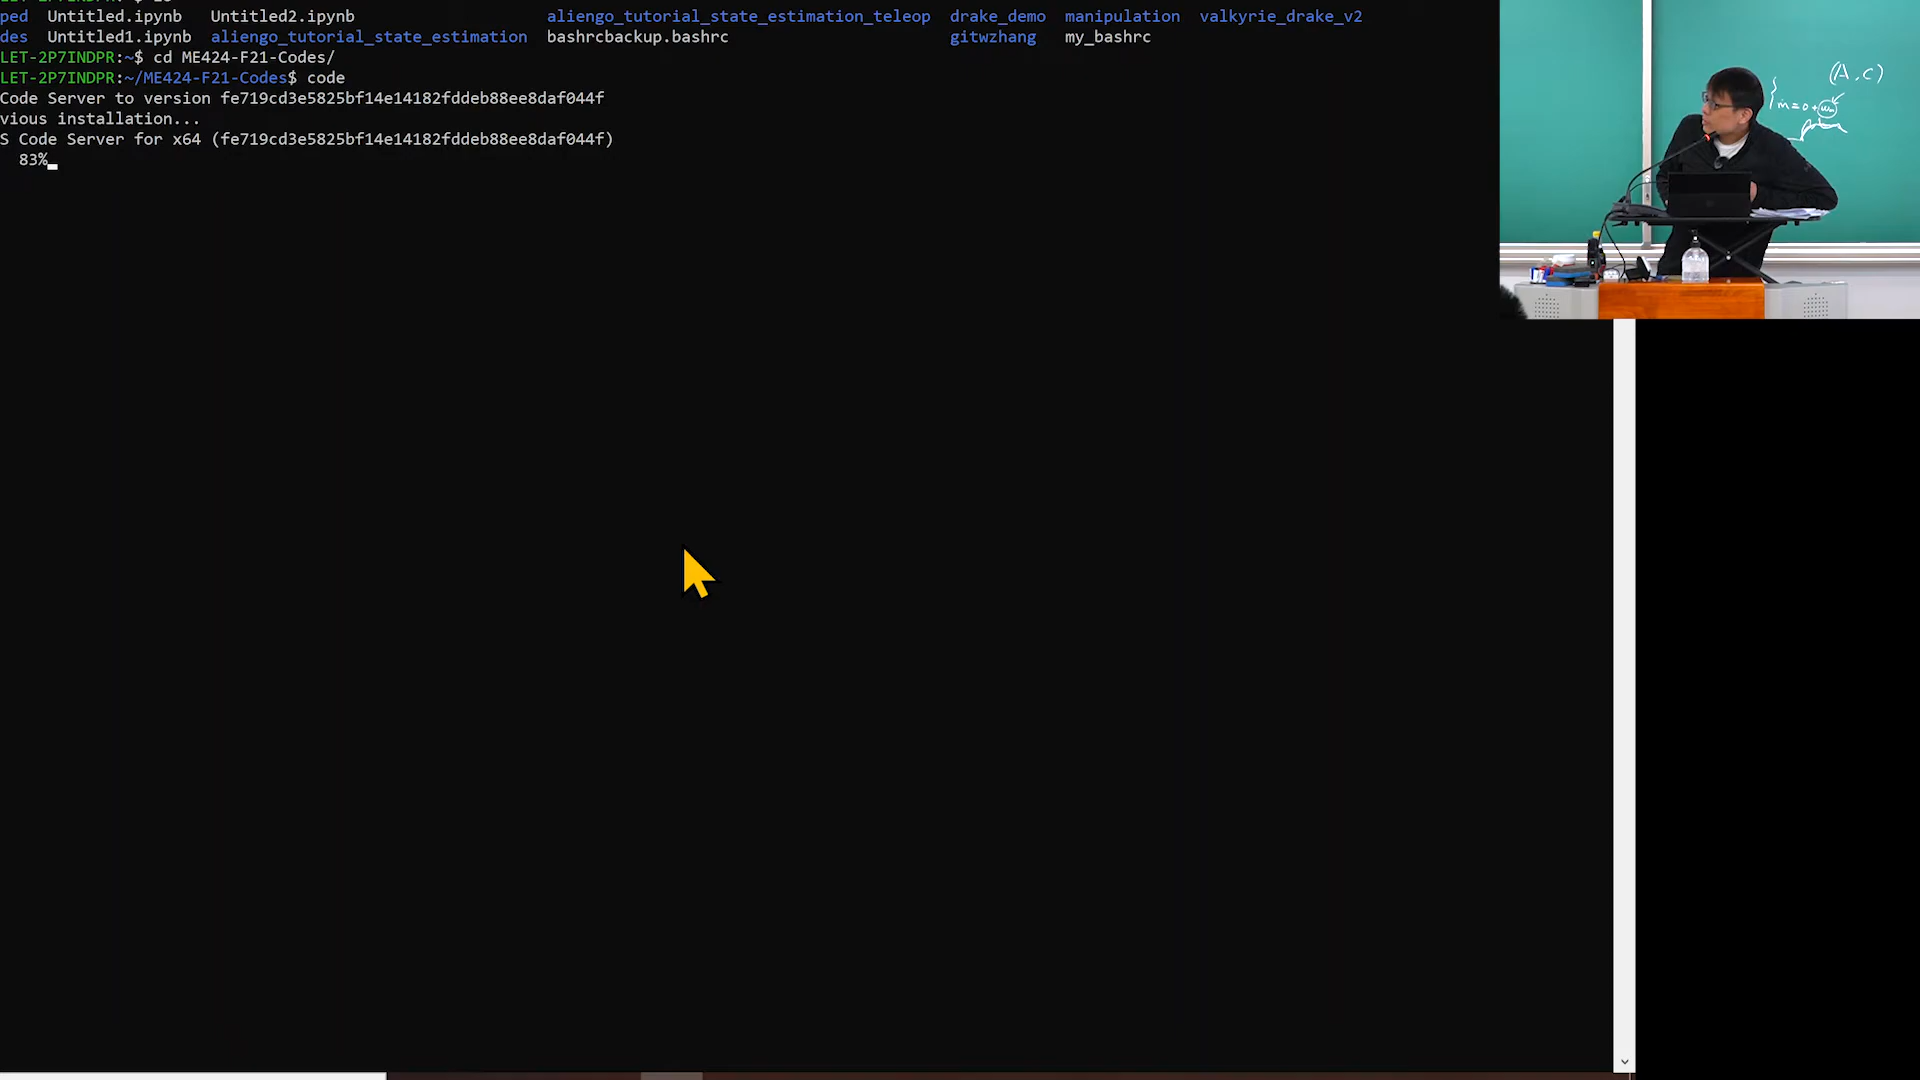 ped Untitled.ipynb Untitled2.ipynb aliengo_tutorial_state_estimation_teleop drake_demo manipulation valkyrie_drake_v2
des Untitled1.ipynb aliengo_tutorial_state_estimation bashrcbackup.bashrc gitwzhang my_bashrc
LET-2P7INDPR:~$ cd ME424-F21-Codes/
LET-2P7INDPR:~/ME424-F21-Codes$ code
Code Server to version fe719cd3e5825bf14e14182fddeb88ee8daf044f
vious installation...
S Code Server for x64 (fe719cd3e5825bf14e14182fddeb88ee8daf044f)
83%
(A, C)